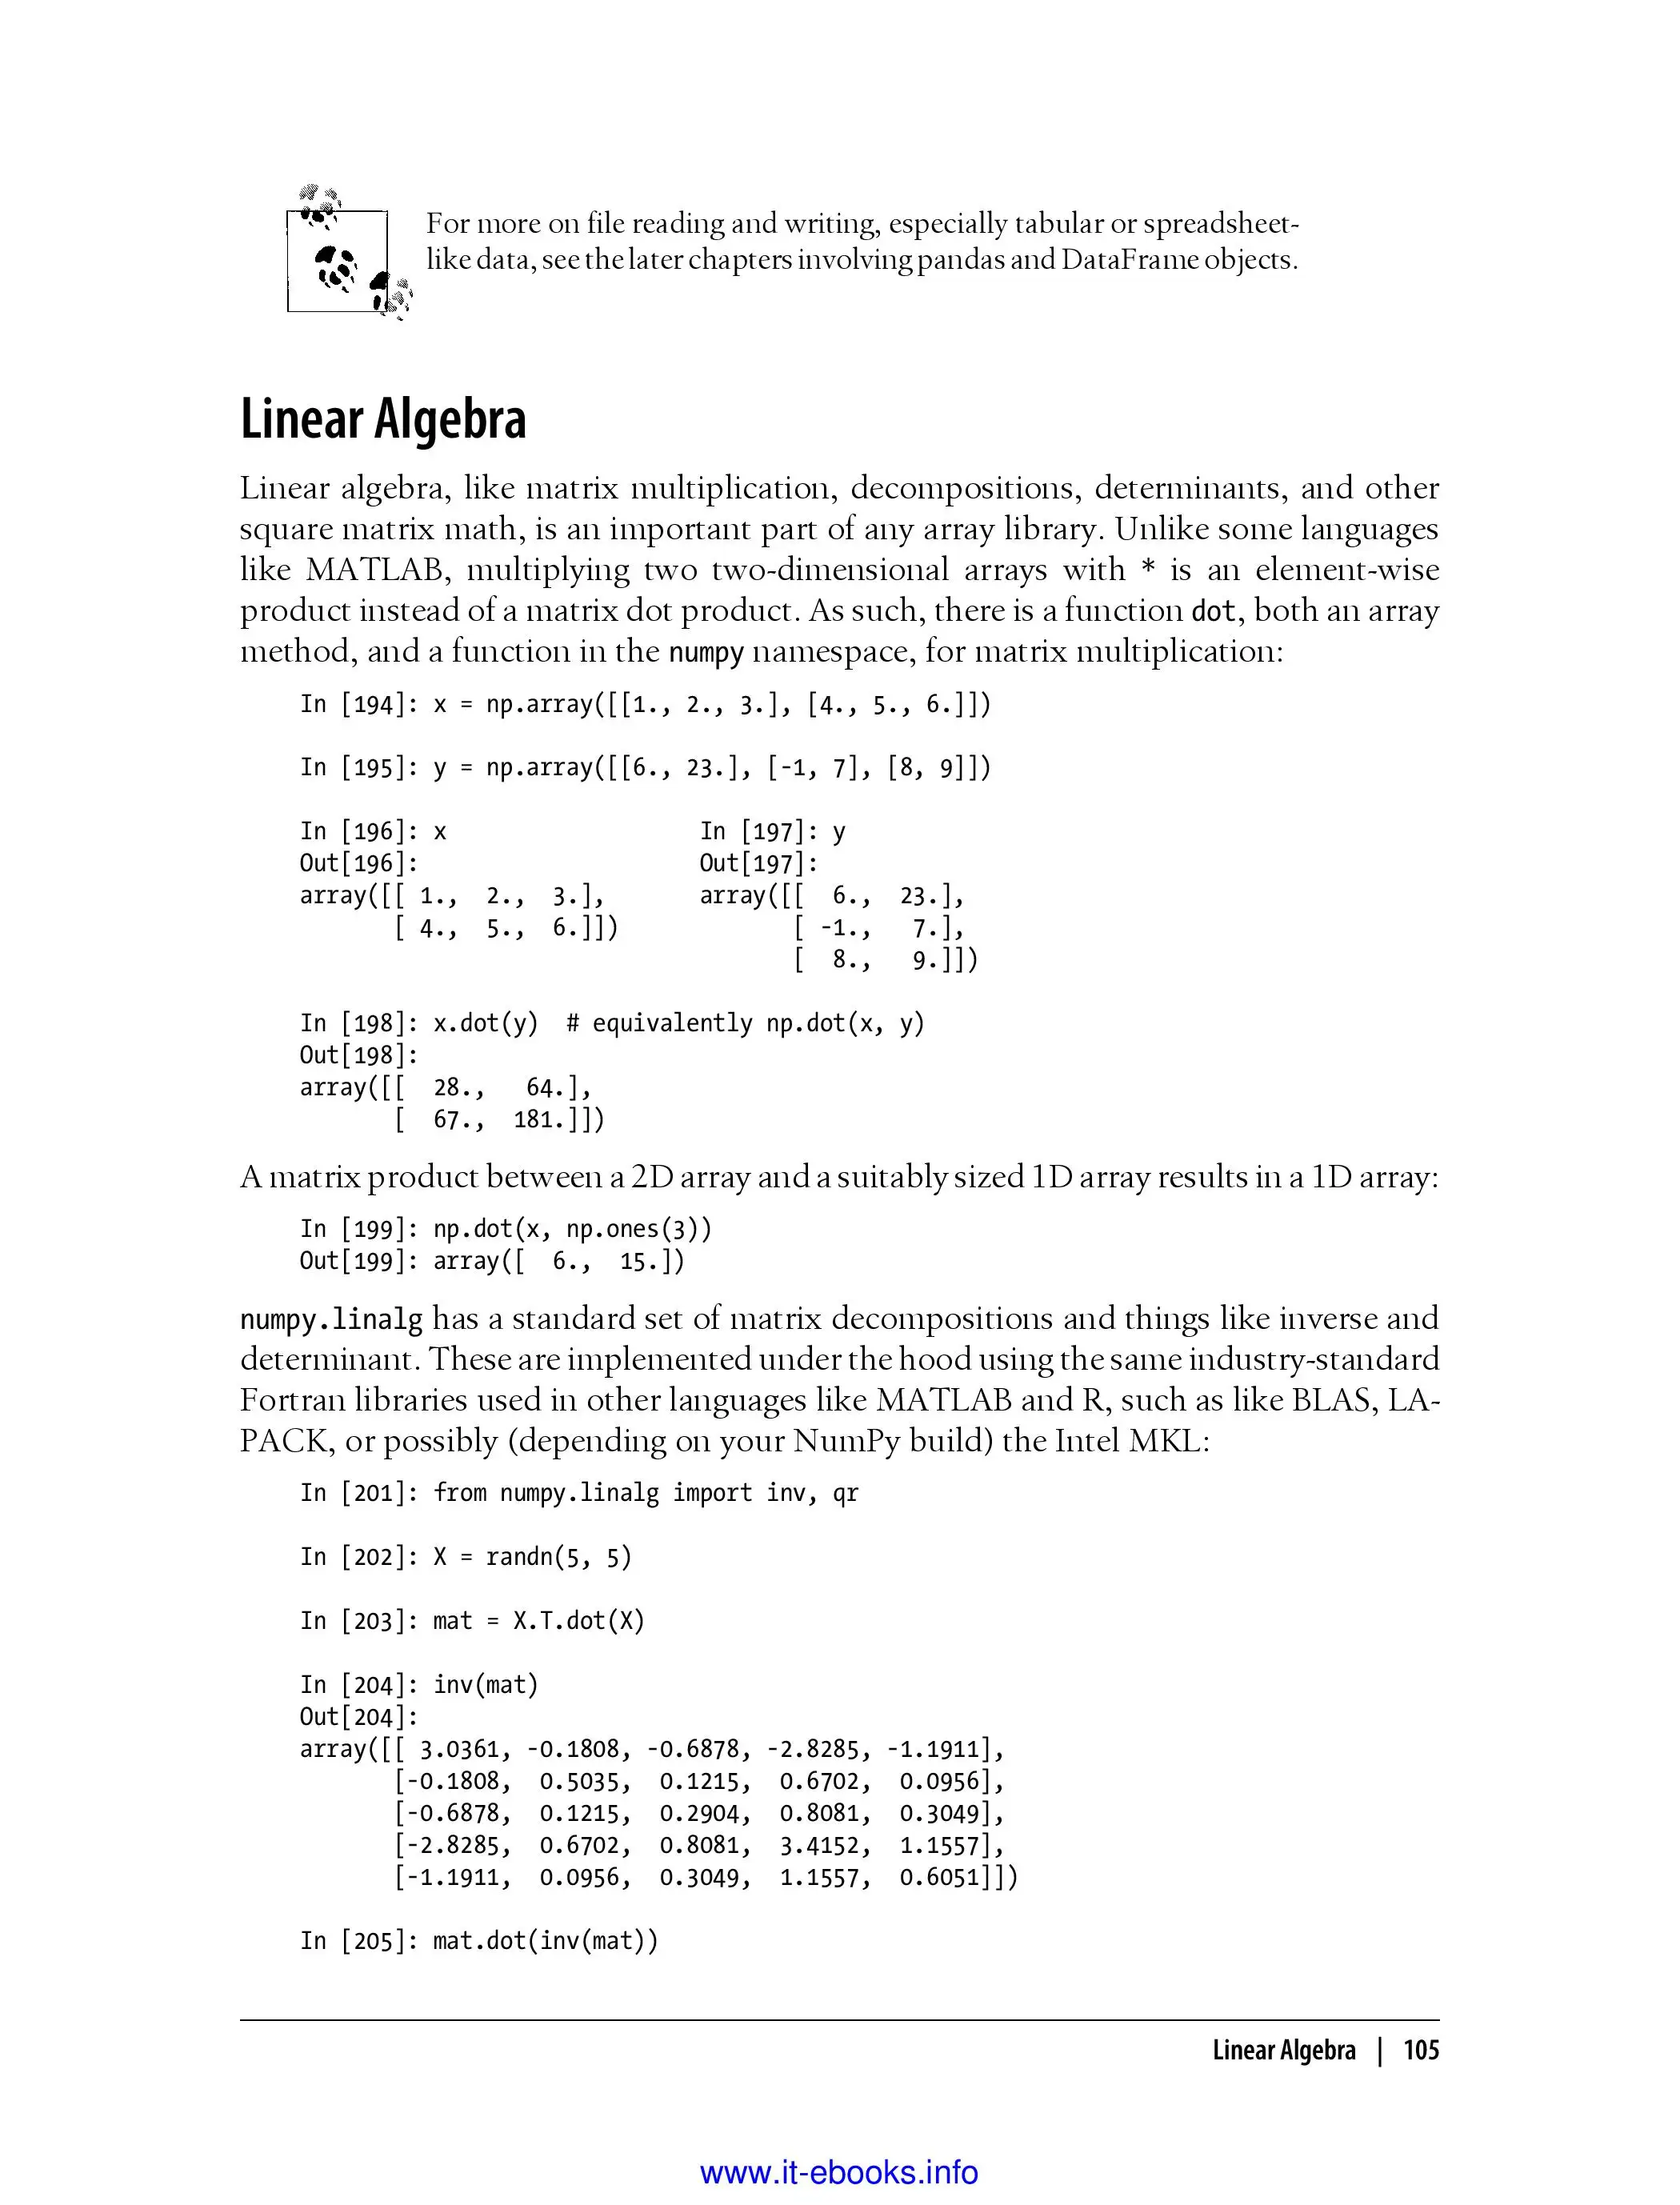 For more on file reading and writing, especially tabular or spreadsheet-
like data, see the later chapters involving pandas and DataFrame objects.
Linear Algebra
Linear algebra, like matrix multiplication, decompositions, determinants, and other
square matrix math, is an important part of any array library. Unlike some languages
like MATLAB, multiplying two two-dimensional arrays with * is an element-wise
product instead of a matrix dot product. As such, there is a function dot, both an array
method, and a function in the numpy namespace, for matrix multiplication:
In [194]: x = np.array([[1., 2., 3.], [4., 5., 6.]])
In [195]: y = np.array([[6., 23.], [-1, 7], [8, 9]])
In [196]: x                   In [197]: y
Out[196]:                     Out[197]:
array([[ 1.,  2.,  3.],       array([[  6.,  23.],
       [ 4.,  5.,  6.]])             [ -1.,   7.],
                                     [  8.,   9.]])
In [198]: x.dot(y)  # equivalently np.dot(x, y)
Out[198]:
array([[  28.,   64.],
       [  67.,  181.]])
A matrix product between a 2D array and a suitably sized 1D array results in a 1D array:
In [199]: np.dot(x, np.ones(3))
Out[199]: array([  6.,  15.])
numpy.linalg has a standard set of matrix decompositions and things like inverse and
determinant. These are implemented under the hood using the same industry-standard
Fortran libraries used in other languages like MATLAB and R, such as like BLAS, LA-
PACK, or possibly (depending on your NumPy build) the Intel MKL:
In [201]: from numpy.linalg import inv, qr
In [202]: X = randn(5, 5)
In [203]: mat = X.T.dot(X)
In [204]: inv(mat)
Out[204]:
array([[ 3.0361, -0.1808, -0.6878, -2.8285, -1.1911],
       [-0.1808,  0.5035,  0.1215,  0.6702,  0.0956],
       [-0.6878,  0.1215,  0.2904,  0.8081,  0.3049],
       [-2.8285,  0.6702,  0.8081,  3.4152,  1.1557],
       [-1.1911,  0.0956,  0.3049,  1.1557,  0.6051]])
In [205]: mat.dot(inv(mat))
Linear Algebra | 105
www.it-ebooks.info